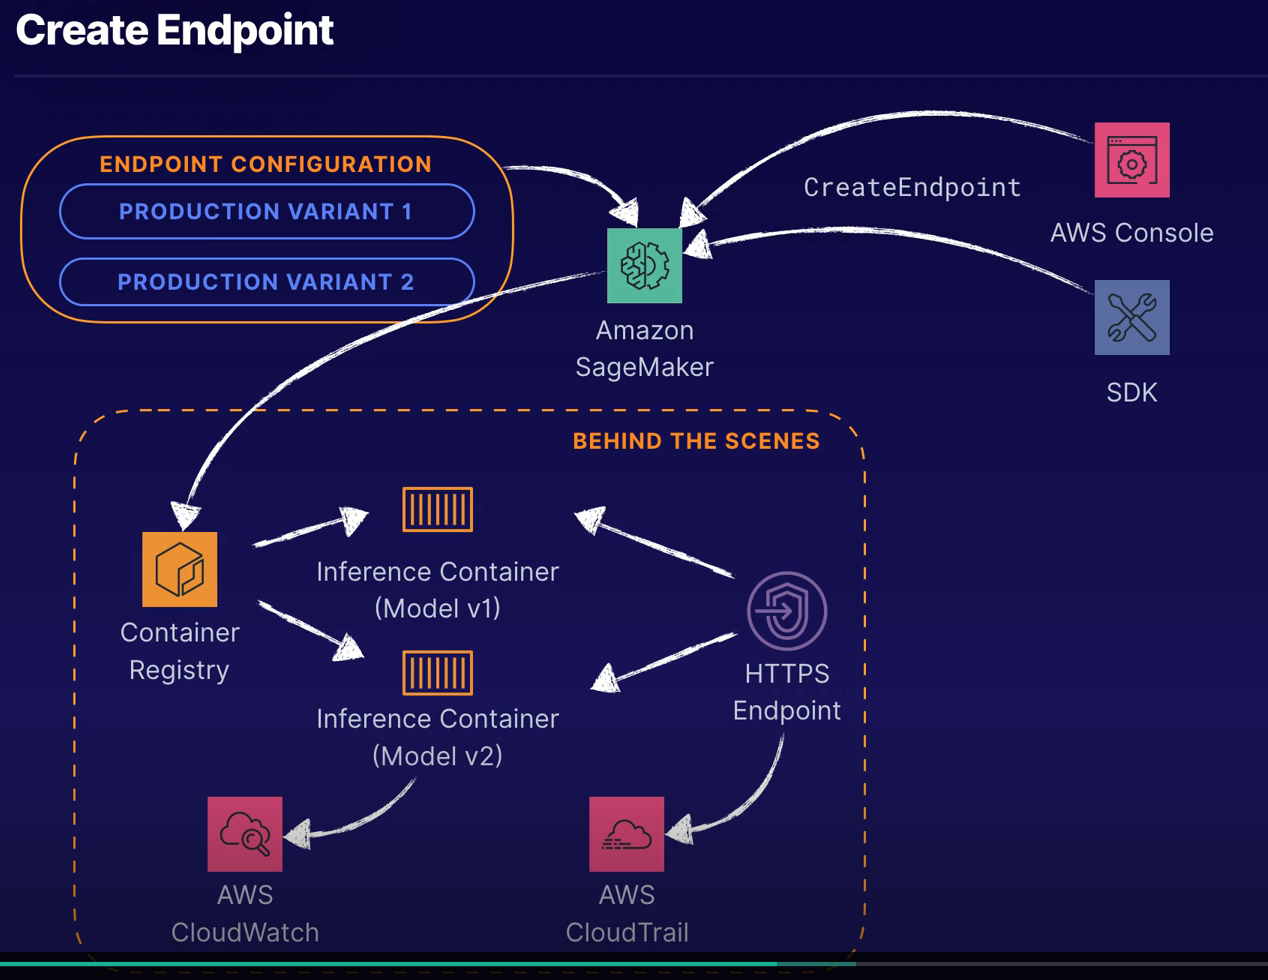 Create Endpoint
ENDPOINT CONFIGURATION
PRODUCTION VARIANT 1
PRODUCTION VARIANT 2
CreateEndpoint
AWS Console
Amazon
SageMaker
SDK
BEHIND THE SCENES
Inference Container
(Model v1)
Container
Registry
HTTPS
Endpoint
Inference Container
(Model v2)
AWS
CloudWatch
AWS
CloudTrail